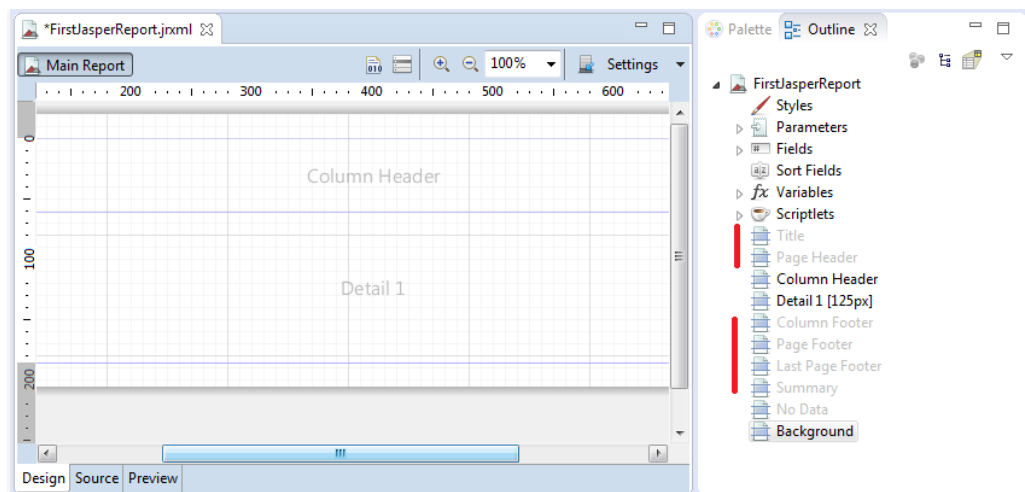 *FirstJasperReport.jrxml
Main Report
100%
Settings
200 300 400 500 600
0
Column Header
100
Detail 1
200
Design Source Preview
Palette Outline
FirstJasperReport
Styles
Parameters
Fields
Sort Fields
fx Variables
Scriptlets
Title
Page Header
Column Header
Detail 1 [125px]
Column Footer
Page Footer
Last Page Footer
Summary
No Data
Background